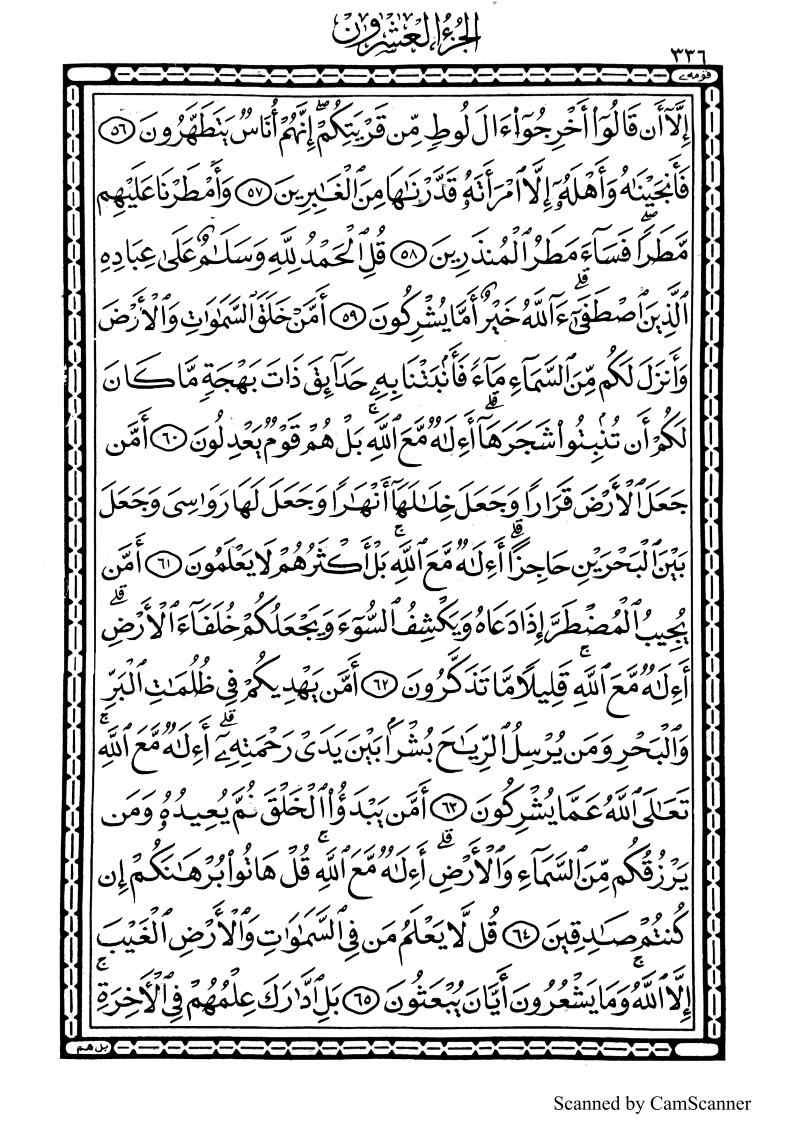 الجزء العشرون
٣٣٦
قومه ے
إِلَّآ أَن قَالُوٓا۟ أَخْرِجُوٓا۟ ءَالَ لُوطٍ مِّن قَرْيَتِكُمْ ۖ إِنَّهُمْ أُنَاسٌ يَتَطَهَّرُونَ ٥٦
فَأَنجَيْنَٰهُ وَأَهْلَهُۥٓ إِلَّا ٱمْرَأَتَهُۥ قَدَّرْنَٰهَا مِنَ ٱلْغَٰبِرِينَ ٥٧ وَأَمْطَرْنَا عَلَيْهِم
مَّطَرًا ۖ فَسَآءَ مَطَرُ ٱلْمُنذَرِينَ ٥٨ قُلِ ٱلْحَمْدُ لِلَّهِ وَسَلَٰمٌ عَلَىٰ عِبَادِهِ
ٱلَّذِينَ ٱصْطَفَىٰٓ ۗ ءَآللَّهُ خَيْرٌ أَمَّا يُشْرِكُونَ ٥٩ أَمَّنْ خَلَقَ ٱلسَّمَٰوَٰتِ وَٱلْأَرْضَ
وَأَنزَلَ لَكُم مِّنَ ٱلسَّمَآءِ مَآءً فَأَنۢبَتْنَا بِهِۦ حَدَآئِقَ ذَاتَ بَهْجَةٍ مَّا كَانَ
لَكُمْ أَن تُنۢبِتُوا۟ شَجَرَهَآ ۗ أَءِلَٰهٌ مَّعَ ٱللَّهِ ۚ بَلْ هُمْ قَوْمٌ يَعْدِلُونَ ٦٠ أَمَّن
جَعَلَ ٱلْأَرْضَ قَرَارًا وَجَعَلَ خِلَٰلَهَآ أَنْهَٰرًا وَجَعَلَ لَهَا رَوَٰسِىَ وَجَعَلَ
بَيْنَ ٱلْبَحْرَيْنِ حَاجِزًا ۗ أَءِلَٰهٌ مَّعَ ٱللَّهِ ۚ بَلْ أَكْثَرُهُمْ لَا يَعْلَمُونَ ٦١ أَمَّن
يُجِيبُ ٱلْمُضْطَرَّ إِذَا دَعَاهُ وَيَكْشِفُ ٱلسُّوٓءَ وَيَجْعَلُكُمْ خُلَفَآءَ ٱلْأَرْضِ ۗ
أَءِلَٰهٌ مَّعَ ٱللَّهِ ۚ قَلِيلًا مَّا تَذَكَّرُونَ ٦٢ أَمَّن يَهْدِيكُمْ فِى ظُلُمَٰتِ ٱلْبَرِّ
وَٱلْبَحْرِ وَمَن يُرْسِلُ ٱلرِّيَٰحَ بُشْرًۢا بَيْنَ يَدَىْ رَحْمَتِهِۦٓ ۗ أَءِلَٰهٌ مَّعَ ٱللَّهِ ۚ
تَعَٰلَى ٱللَّهُ عَمَّا يُشْرِكُونَ ٦٣ أَمَّن يَبْدَؤُا۟ ٱلْخَلْقَ ثُمَّ يُعِيدُهُۥ وَمَن
يَرْزُقُكُم مِّنَ ٱلسَّمَآءِ وَٱلْأَرْضِ ۗ أَءِلَٰهٌ مَّعَ ٱللَّهِ ۚ قُلْ هَاتُوا۟ بُرْهَٰنَكُمْ إِن
كُنتُمْ صَٰدِقِينَ ٦٤ قُل لَّا يَعْلَمُ مَن فِى ٱلسَّمَٰوَٰتِ وَٱلْأَرْضِ ٱلْغَيْبَ
إِلَّا ٱللَّهُ ۚ وَمَا يَشْعُرُونَ أَيَّانَ يُبْعَثُونَ ٦٥ بَلِ ٱدَّٰرَكَ عِلْمُهُمْ فِى ٱلْأَخِرَةِ ۚ
بل هم
Scanned by CamScanner